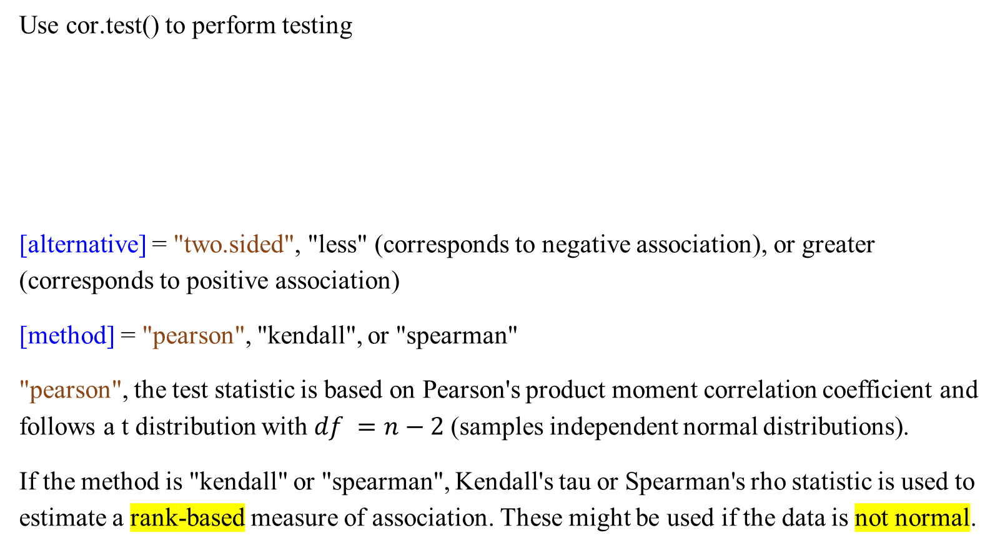 Use cor.test() to perform testing
[alternative] = "two.sided", "less" (corresponds to negative association), or greater
(corresponds to positive association)
[method] = "pearson", "kendall", or "spearman"
"pearson", the test statistic is based on Pearson's product moment correlation coefficient and
follows a t distribution with df = n − 2 (samples independent normal distributions).
If the method is "kendall" or "spearman", Kendall's tau or Spearman's rho statistic is used to
estimate a rank-based measure of association. These might be used if the data is not normal.